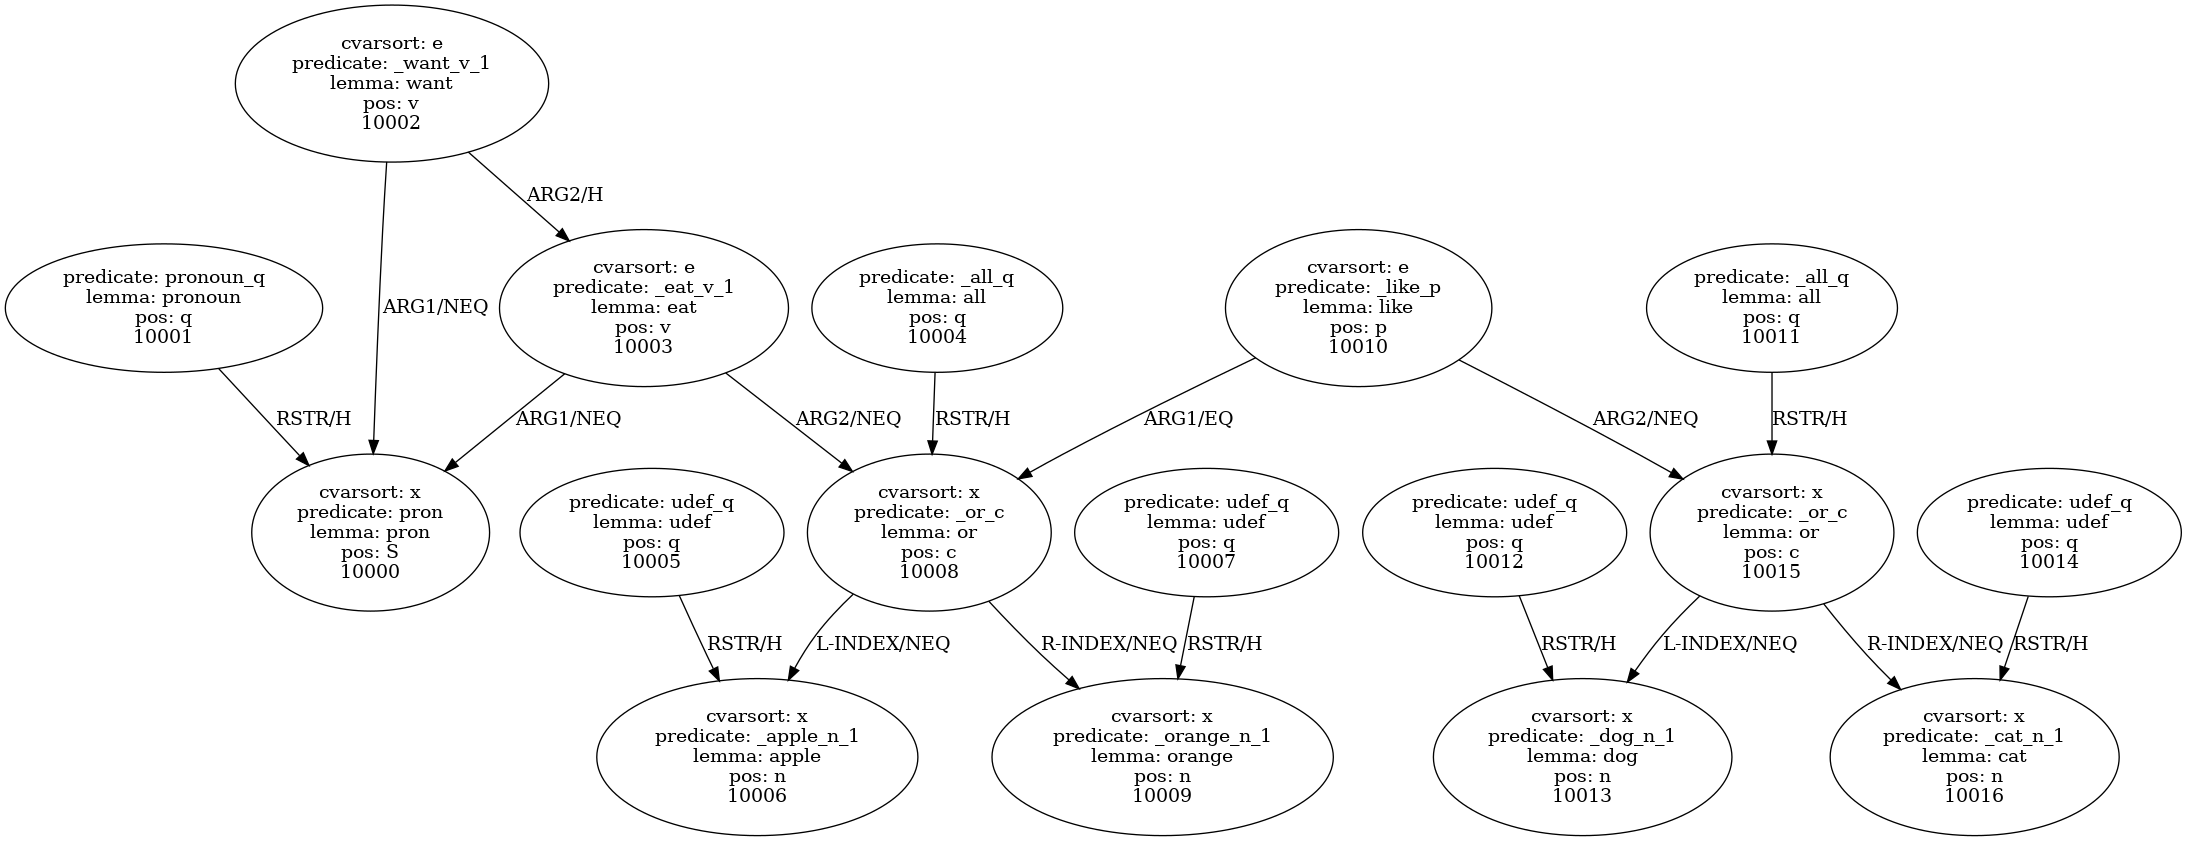 cvarsort: e
predicate: _want_v_1
lemma: want
pos: v
10002
ARG2/H
predicate: pronoun_q
lemma: pronoun
pos: q
10001
ARG1/NEQ
cvarsort: e
predicate: _eat_v_1
lemma: eat
pos: v
10003
predicate: _all_q
lemma: all
pos: q
10004
cvarsort: e
predicate: _like_p
lemma: like
pos: p
10010
predicate: _all_q
lemma: all
pos: q
10011
RSTR/H
ARG1/NEQ
ARG2/NEQ
RSTR/H
ARG1/EQ
ARG2/NEQ
RSTR/H
cvarsort: x
predicate: pron
lemma: pron
pos: S
10000
predicate: udef_q
lemma: udef
pos: q
10005
cvarsort: x
predicate: _or_c
lemma: or
pos: c
10008
predicate: udef_q
lemma: udef
pos: q
10007
predicate: udef_q
lemma: udef
pos: q
10012
cvarsort: x
predicate: _or_c
lemma: or
pos: c
10015
predicate: udef_q
lemma: udef
pos: q
10014
RSTR/H
L-INDEX/NEQ
R-INDEX/NEQ
RSTR/H
RSTR/H
L-INDEX/NEQ
R-INDEX/NEQ
RSTR/H
cvarsort: x
predicate: _apple_n_1
lemma: apple
pos: n
10006
cvarsort: x
predicate: _orange_n_1
lemma: orange
pos: n
10009
cvarsort: x
predicate: _dog_n_1
lemma: dog
pos: n
10013
cvarsort: x
predicate: _cat_n_1
lemma: cat
pos: n
10016